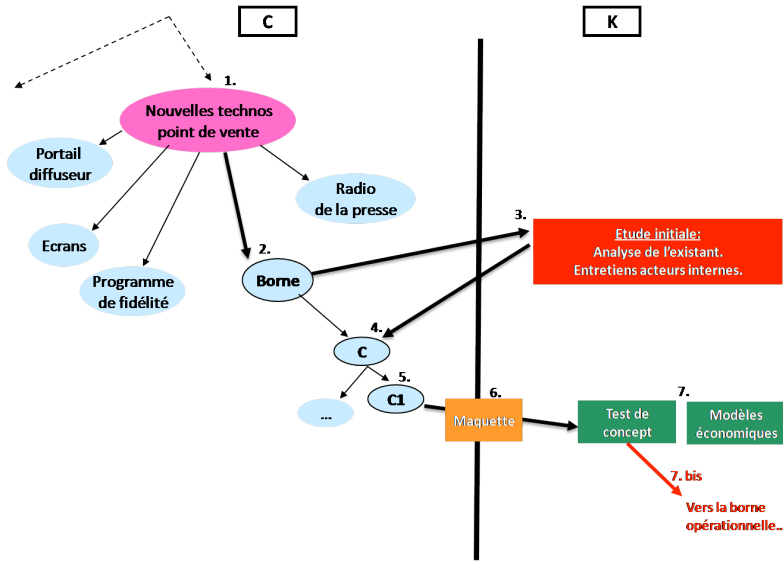 C
K
1.
Nouvelles technos
point de vente
Portail
diffuseur
Radio
de la presse
Ecrans
Programme
de fidélité
2.
Borne
3.
Etude initiale:
Analyse de l'existant.
Entretiens acteurs internes.
4.
C
5.
C1
...
6.
Maquette
Test de
concept
7.
Modèles
économiques
7. bis
Vers la borne
opérationnelle..